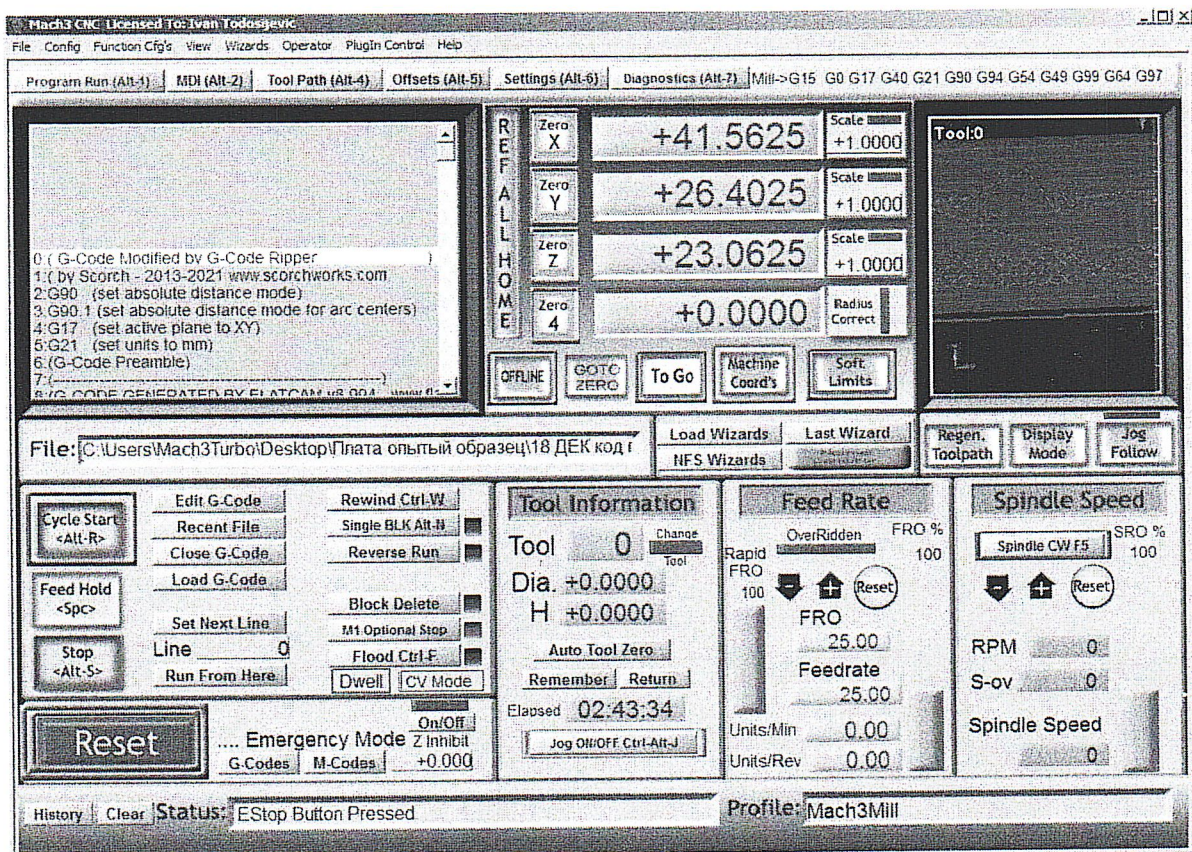 Mach3 CNC Licensed To: Ivan Todosijevic
File Config Function Cfg's View Wizards Operator PlugIn Control Help
Program Run (Alt-1) MDI (Alt-2) Tool Path (Alt-4) Offsets (Alt-5) Settings (Alt-6) Diagnostics (Alt-7) Mill->G15 G0 G17 G40 G21 G90 G94 G54 G49 G99 G64 G97
0:( G-Code Modified by G-Code Ripper )
1:( by Scorch - 2013-2021 www.scorchworks.com
2:G90 (set absolute distance mode)
3:G90.1 (set absolute distance mode for arc centers)
4:G17 (set active plane to XY)
5:G21 (set units to mm)
6:(G-Code Preamble)
7:(----------------------------------------------------)
8:(G-CODE GENERATED BY FLATCAM v8.994 - www.fl
REF ALL HOME
Zero X +41.5625 Scale +1.0000
Zero Y +26.4025 Scale +1.0000
Zero Z +23.0625 Scale +1.0000
Zero 4 +0.0000 Radius Correct
OFFLINE GOTO ZERO To Go Machine Coord's Soft Limits
Tool:0
File: C:\Users\Mach3Turbo\Desktop\Плата опытый образец\18 ДЕК код г
Load Wizards Last Wizard
NFS Wizards
Regen. Toolpath Display Mode Jog Follow
Cycle Start <Alt-R>
Feed Hold <Spc>
Stop <Alt-S>
Edit G-Code
Recent File
Close G-Code
Load G-Code
Set Next Line
Line 0
Run From Here
Rewind Ctrl-W
Single BLK Alt-N
Reverse Run
Block Delete
M1 Optional Stop
Flood Ctrl-F
Dwell CV Mode
Reset
.... Emergency Mode
G-Codes M-Codes
On/Off
Z Inhibit
+0.000
Tool Information
Tool 0 Change Tool
Dia. +0.0000
H +0.0000
Auto Tool Zero
Remember Return
Elapsed 02:43:34
Jog ON/OFF Ctrl-Alt-J
Feed Rate
OverRidden FRO %
100
Rapid FRO
100
Reset
FRO
25.00
Feedrate
25.00
Units/Min 0.00
Units/Rev 0.00
Spindle Speed
Spindle CW F5 SRO %
100
Reset
RPM 0
S-ov 0
Spindle Speed
0
History Clear Status: EStop Button Pressed Profile: Mach3Mill